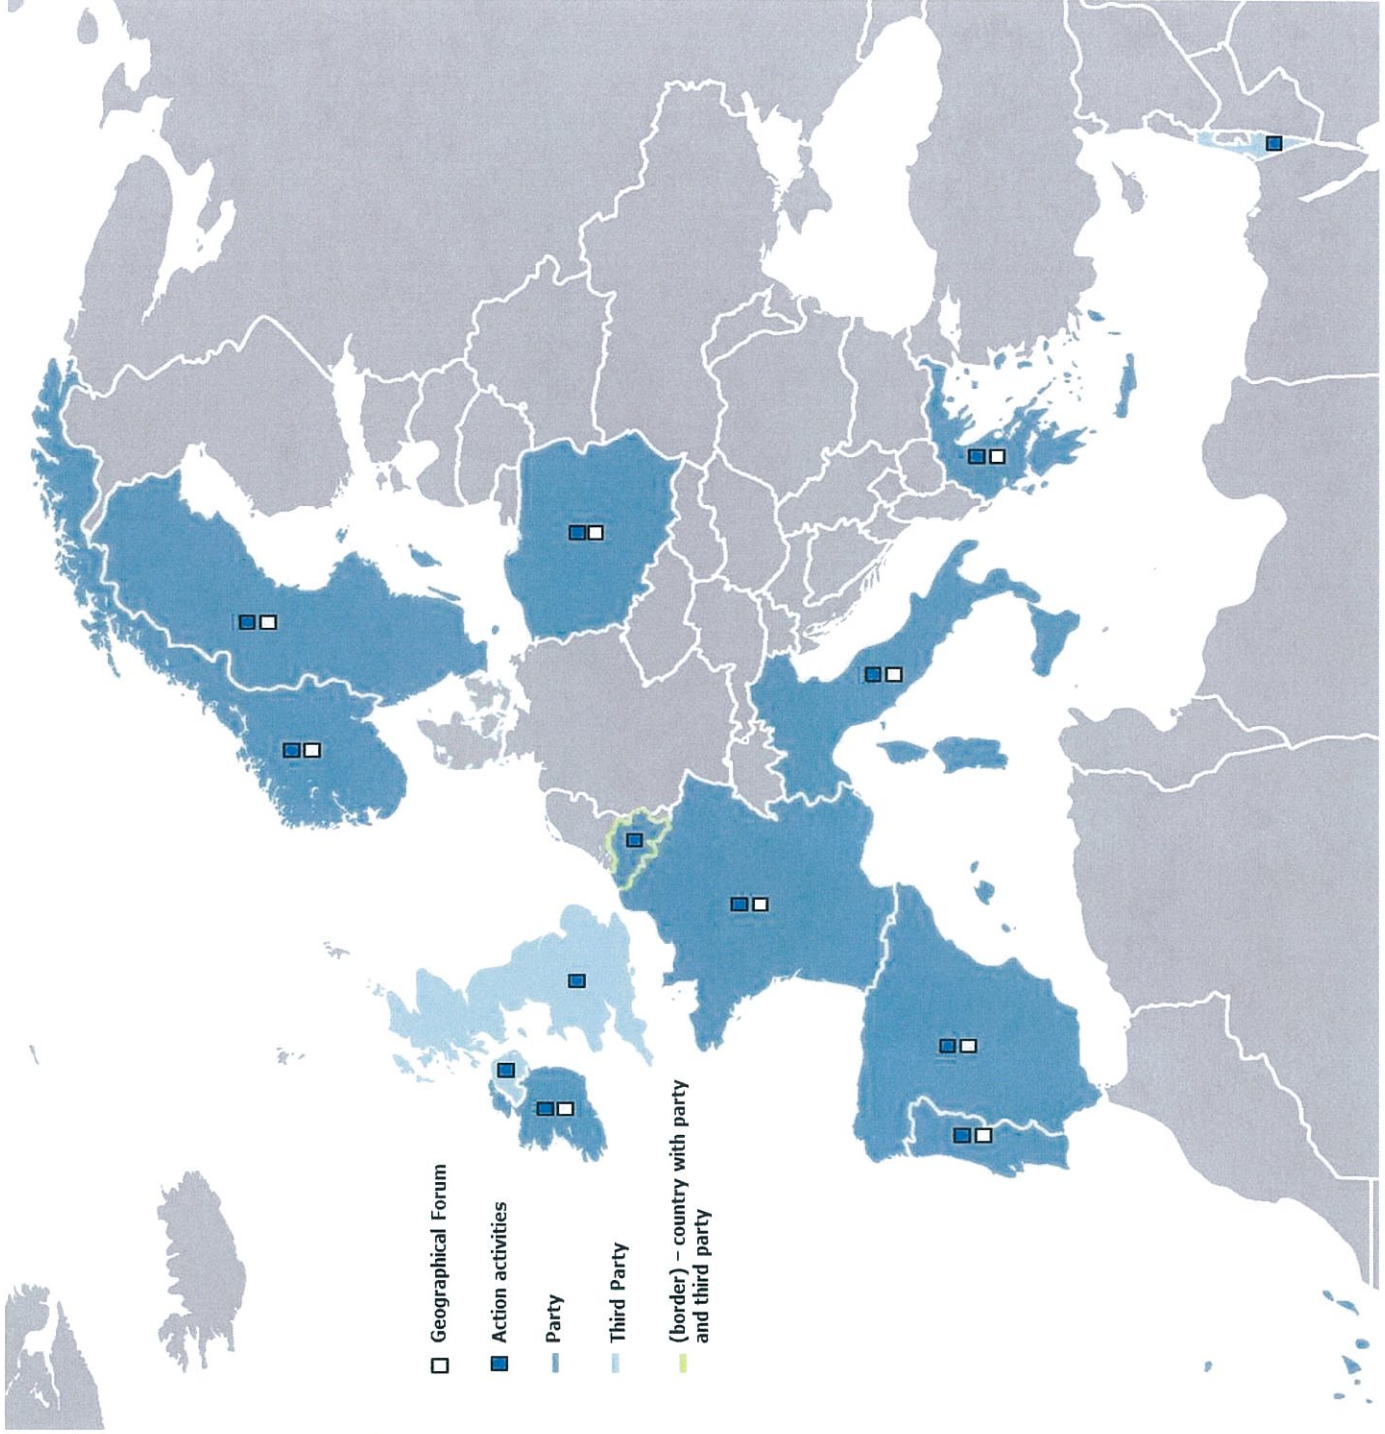 Geographical Forum
Action activities
Party
Third Party
(border) – country with party
and third party